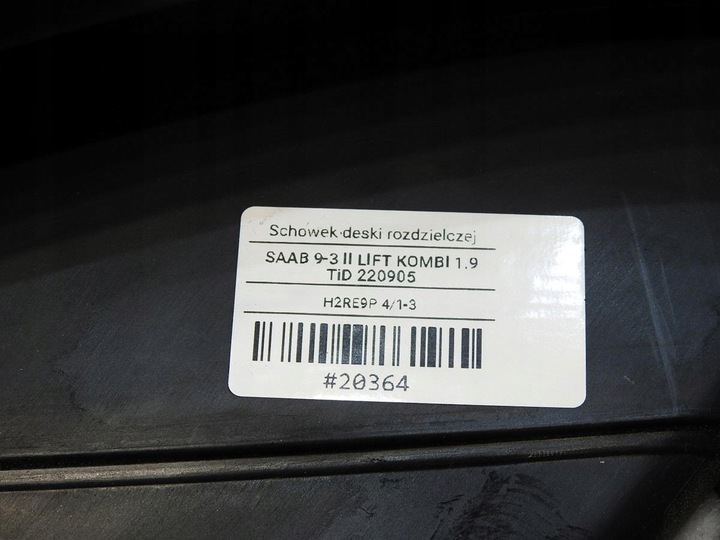 Schowek deski rozdzielczej
SAAB 9-3 II LIFT KOMBI 1.9
TiD 220905
H2RE9P 4/1-3
#20364